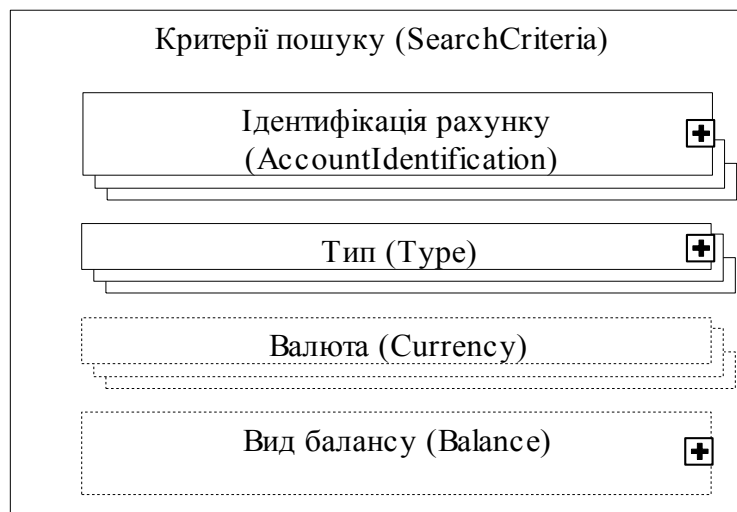 Критерії пошуку (SearchCriteria)
Ідентифікація рахунку
(AccountIdentification)
Тип (Type)
Валюта (Currency)
Вид балансу (Balance)